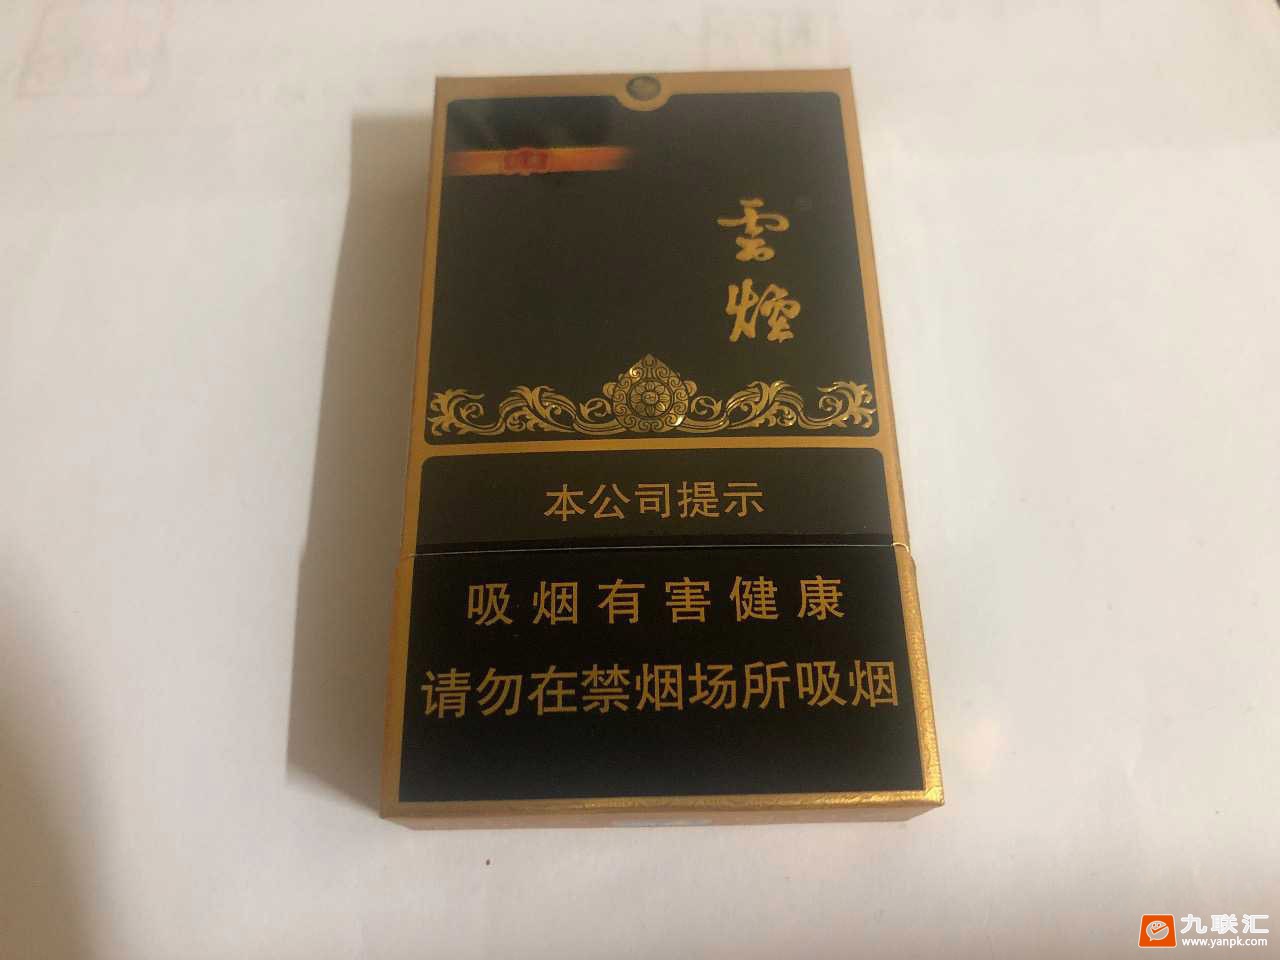 雲
煙
本公司提示
吸烟有害健康
请勿在禁烟场所吸烟
九联汇
www.yanpk.com